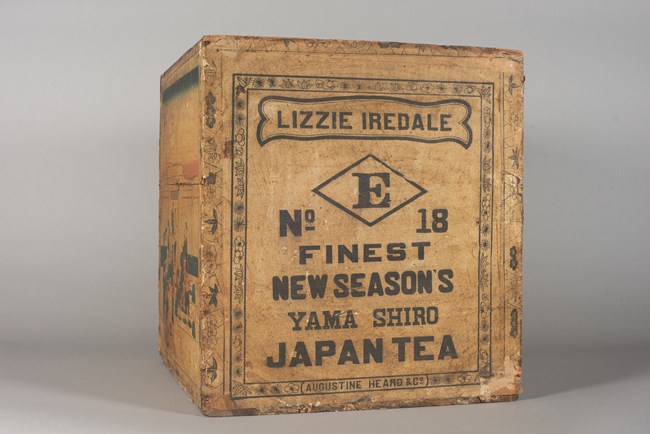 LIZZIE IREDALE
E
Nº 18
FINEST
NEW SEASON'S
YAMA SHIRO
JAPAN TEA
(AUGUSTINE HEARD & Cº)